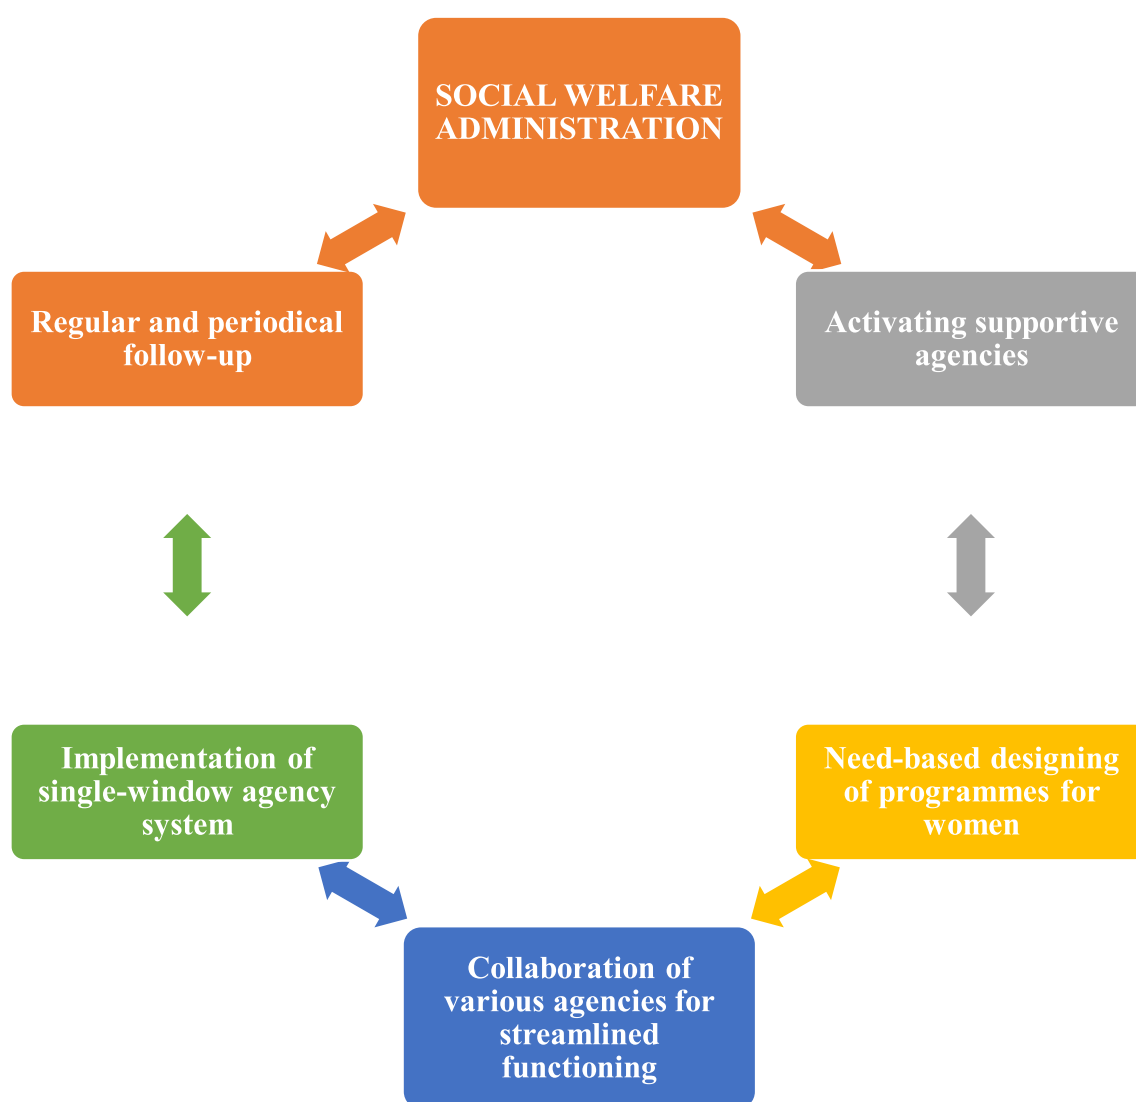 SOCIAL WELFARE
ADMINISTRATION
Regular and periodical
follow-up
Activating supportive
agencies
Implementation of
single-window agency
system
Need-based designing
of programmes for
women
Collaboration of
various agencies for
streamlined
functioning